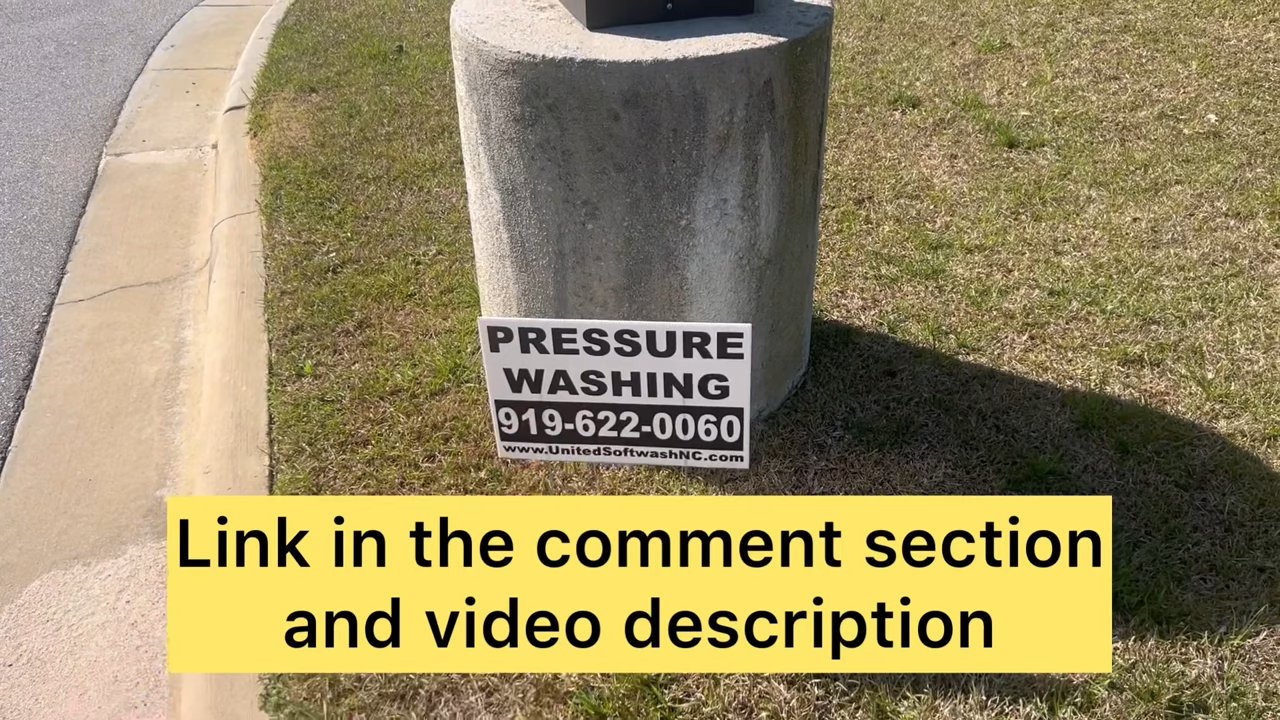 PRESSURE
WASHING
919-622-0060
www.UnitedSoftwashNC.com
Link in the comment section
and video description